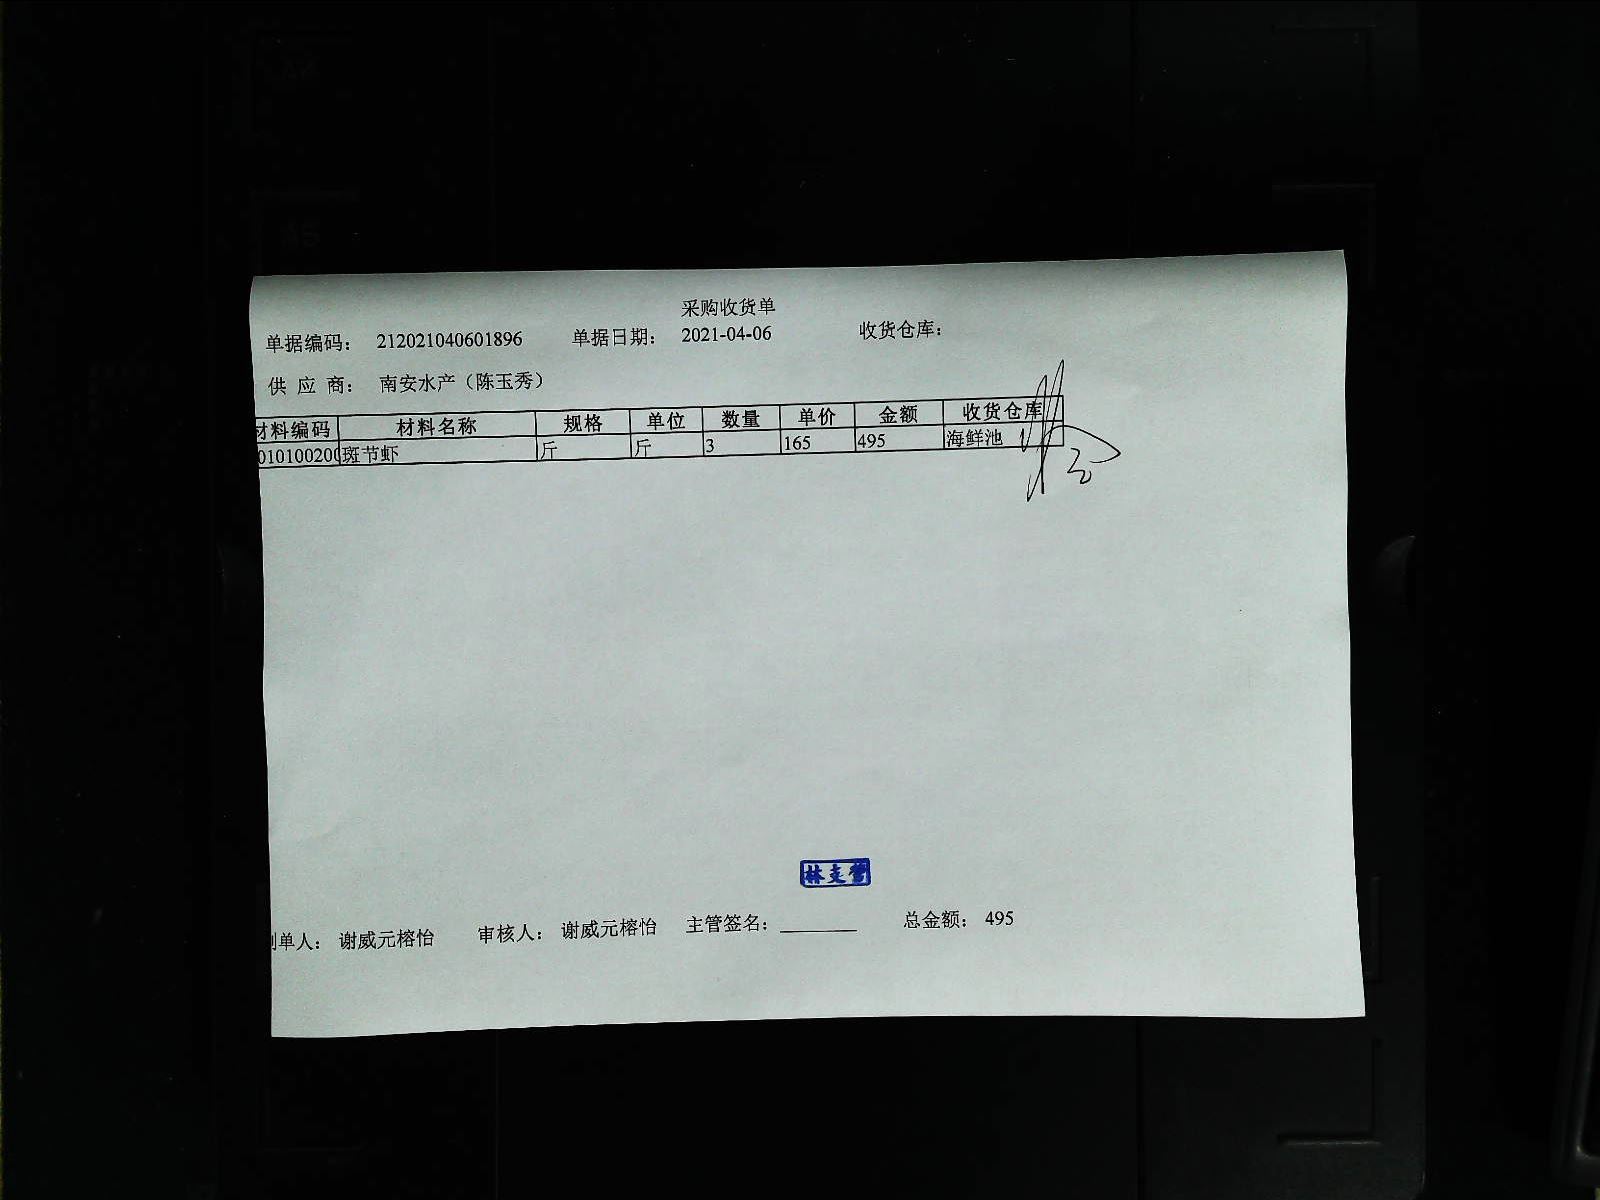 采购收货单
单据编码： 212021040601896 单据日期： 2021-04-06 收货仓库：
供 应 商： 南安水产（陈玉秀）
材料编码 材料名称 规格 单位 数量 单价 金额 收货仓库
010100200 斑节虾 斤 斤 3 165 495 海鲜池
制单人： 谢威元榕怡 审核人： 谢威元榕怡 主管签名：________ 总金额： 495